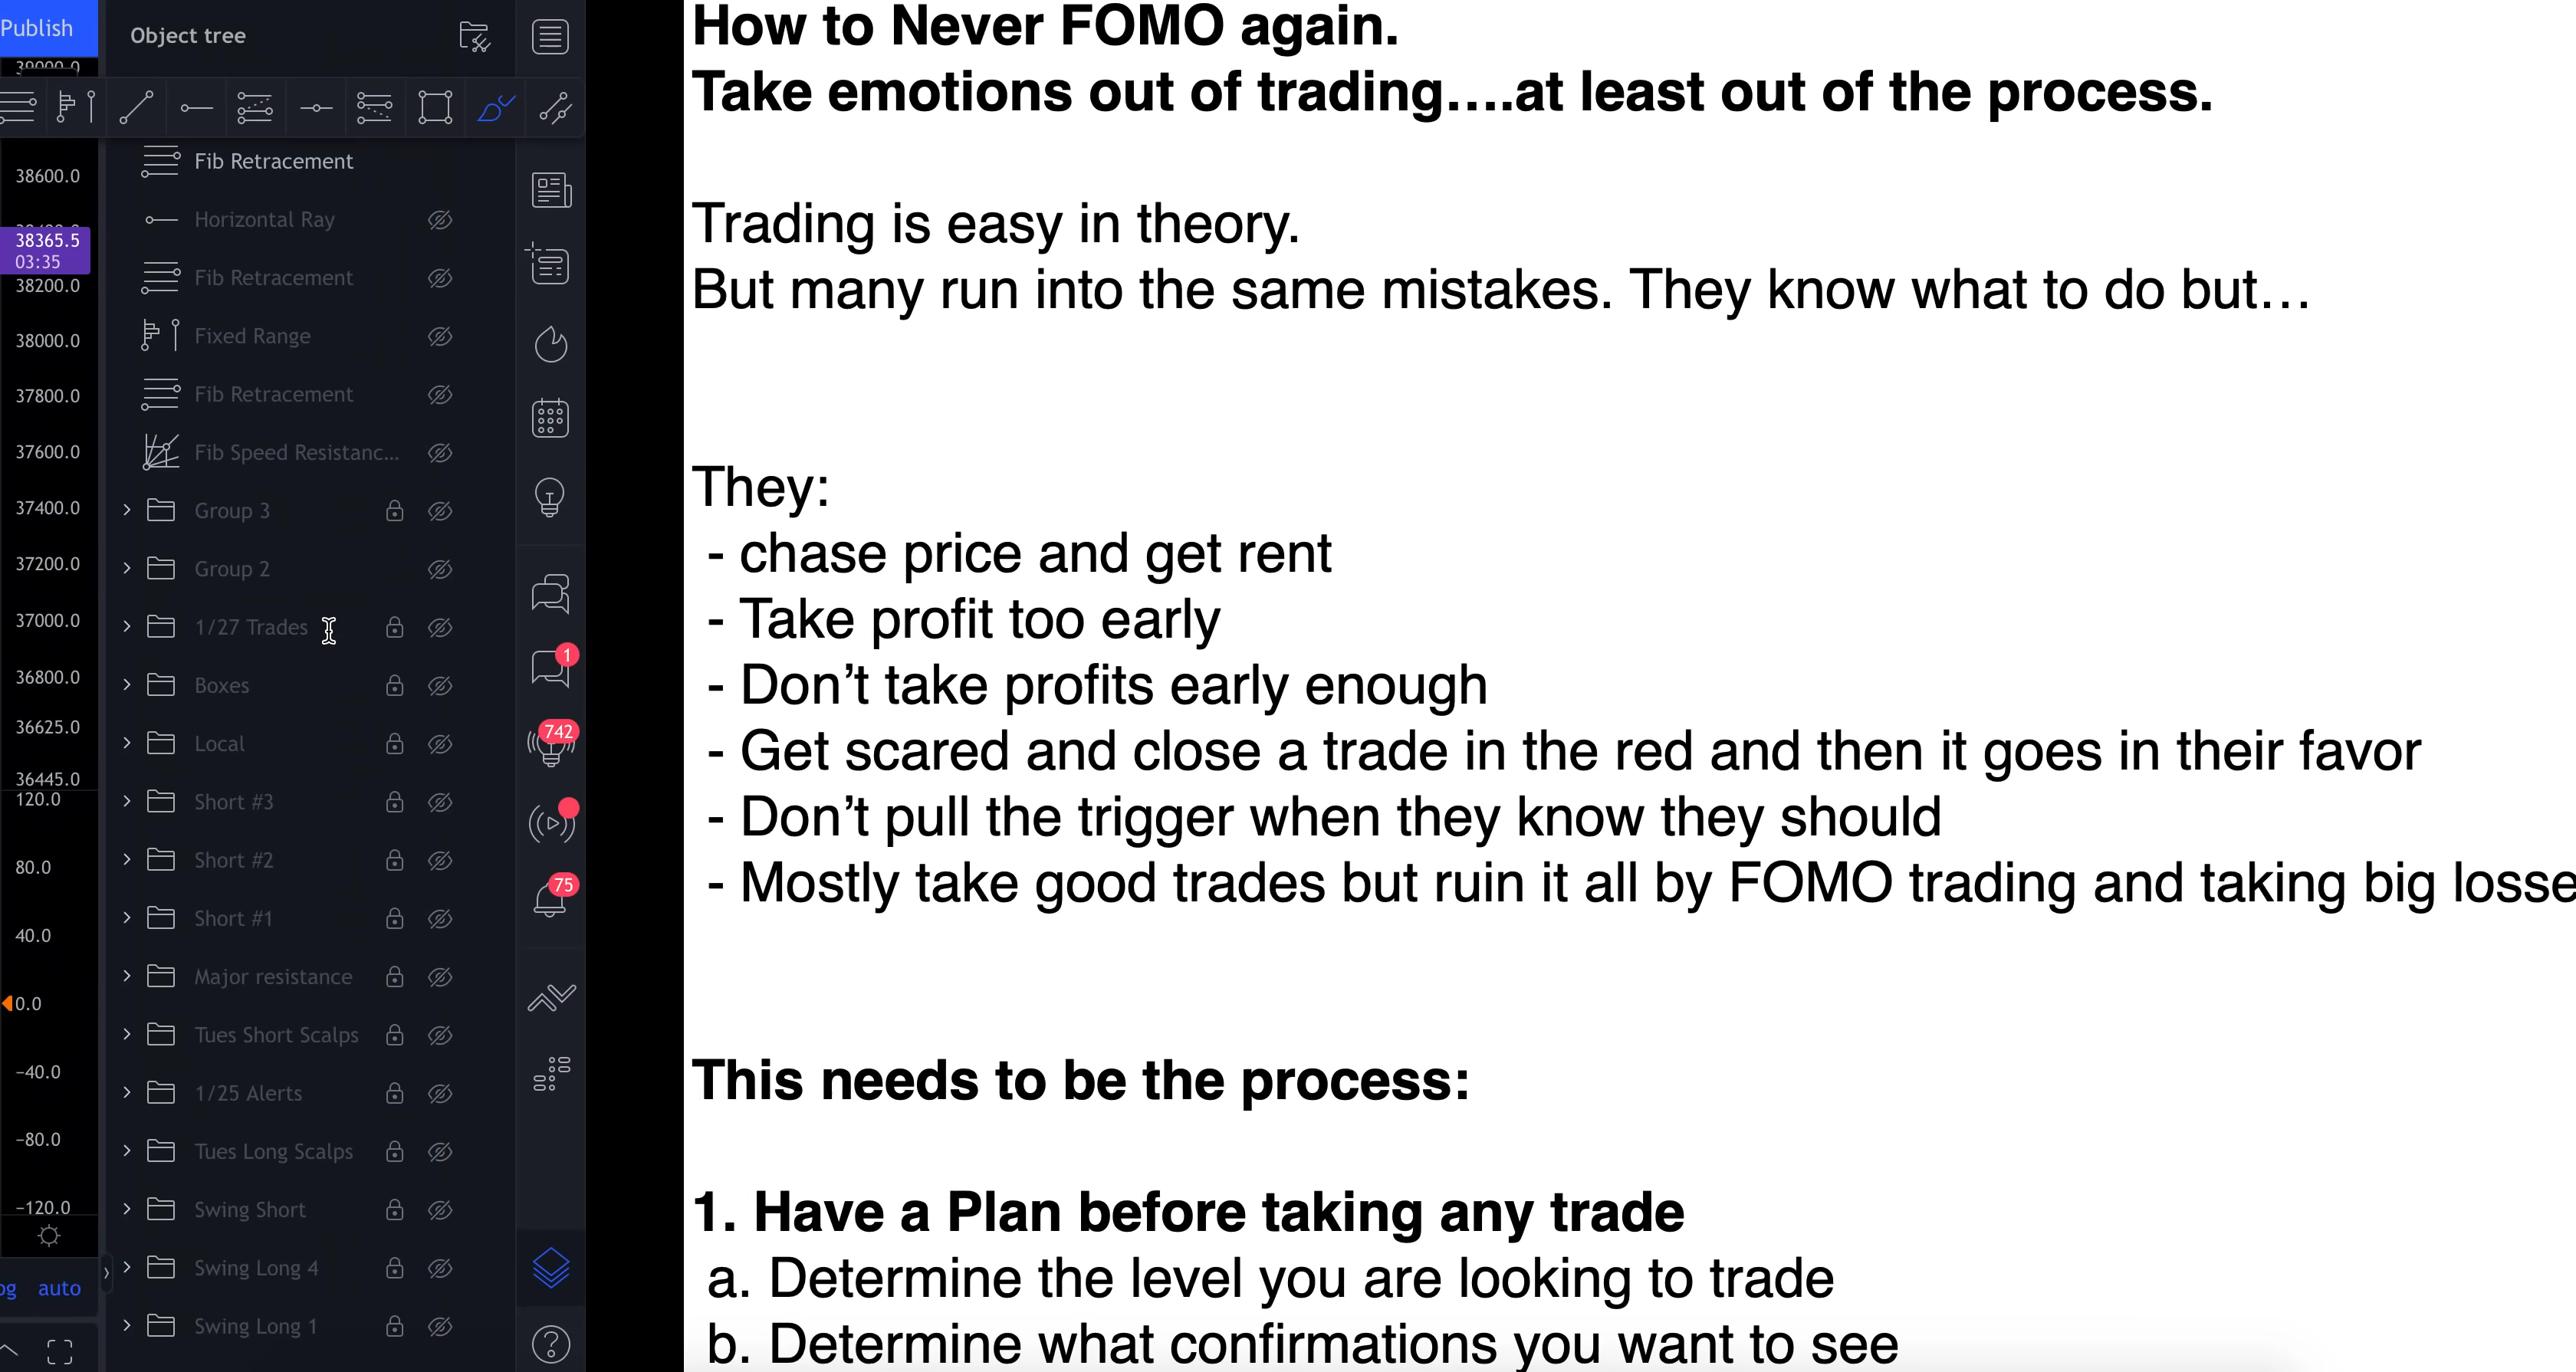 Publish
39000.0
38600.0
38365.5
03:35
38200.0
38000.0
37800.0
37600.0
37400.0
37200.0
37000.0
36800.0
36625.0
36445.0
120.0
80.0
40.0
0.0
−40.0
−80.0
−120.0
auto
Object tree
Fib Retracement
Horizontal Ray
Fib Retracement
Fixed Range
Fib Retracement
Fib Speed Resistanc...
Group 3
Group 2
1/27 Trades
Boxes
Local
Short #3
Short #2
Short #1
Major resistance
Tues Short Scalps
1/25 Alerts
Tues Long Scalps
Swing Short
Swing Long 4
Swing Long 1
1
742
75
How to Never FOMO again.
Take emotions out of trading….at least out of the process.
Trading is easy in theory.
But many run into the same mistakes. They know what to do but…
They:
- chase price and get rent
- Take profit too early
- Don’t take profits early enough
- Get scared and close a trade in the red and then it goes in their favor
- Don’t pull the trigger when they know they should
- Mostly take good trades but ruin it all by FOMO trading and taking big losse
This needs to be the process:
1. Have a Plan before taking any trade
a. Determine the level you are looking to trade
b. Determine what confirmations you want to see